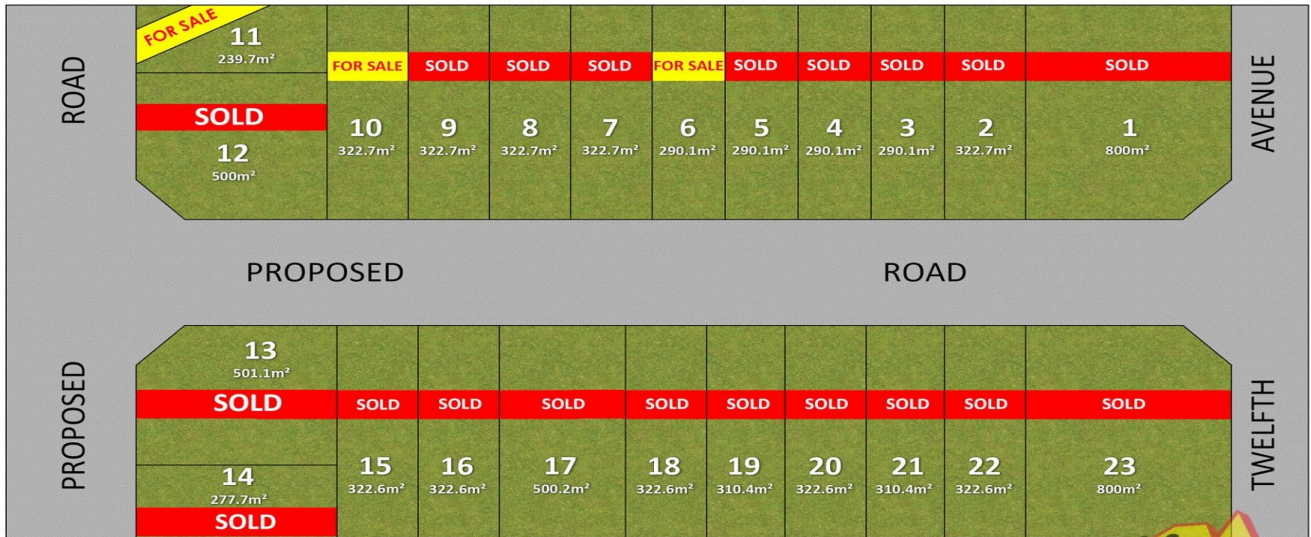 FOR SALE
11
239.7m²
ROAD
FOR SALE
SOLD
SOLD
SOLD
FOR SALE
SOLD
SOLD
SOLD
SOLD
SOLD
AVENUE
SOLD
12
500m²
10
322.7m²
9
322.7m²
8
322.7m²
7
322.7m²
6
290.1m²
5
290.1m²
4
290.1m²
3
290.1m²
2
322.7m²
1
800m²
PROPOSED ROAD
13
501.1m²
SOLD
SOLD
SOLD
SOLD
SOLD
SOLD
SOLD
SOLD
SOLD
SOLD
PROPOSED
14
277.7m²
SOLD
15
322.6m²
16
322.6m²
17
500.2m²
18
322.6m²
19
310.4m²
20
322.6m²
21
310.4m²
22
322.6m²
23
800m²
TWELFTH